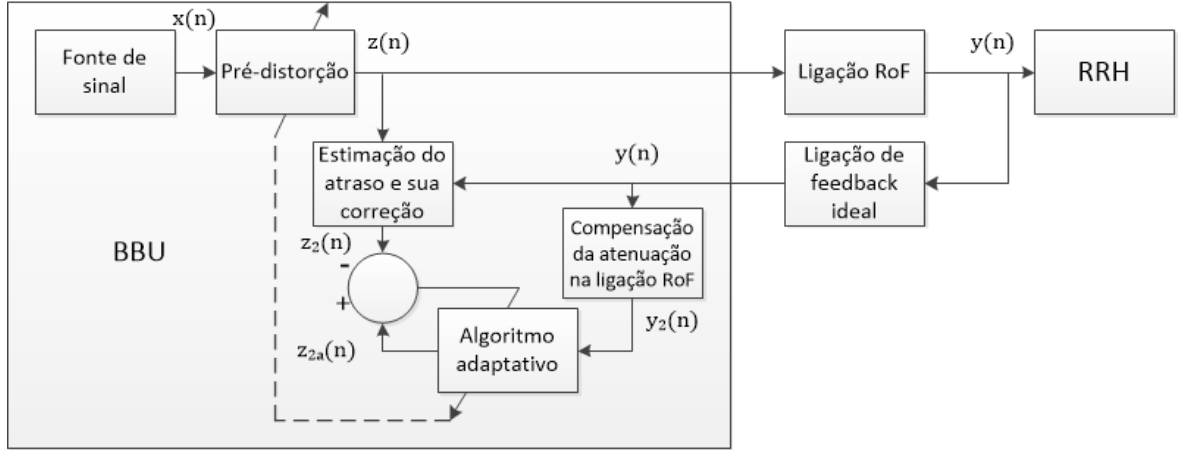 x(n)
Fonte de
sinal
Pré-distorção
z(n)
Ligação RoF
y(n)
RRH
Estimação do
atraso e sua
correção
y(n)
Ligação de
feedback
ideal
BBU
z₂(n)
-
+
Compensação
da atenuação
na ligação RoF
y₂(n)
z₂ₐ(n)
Algoritmo
adaptativo